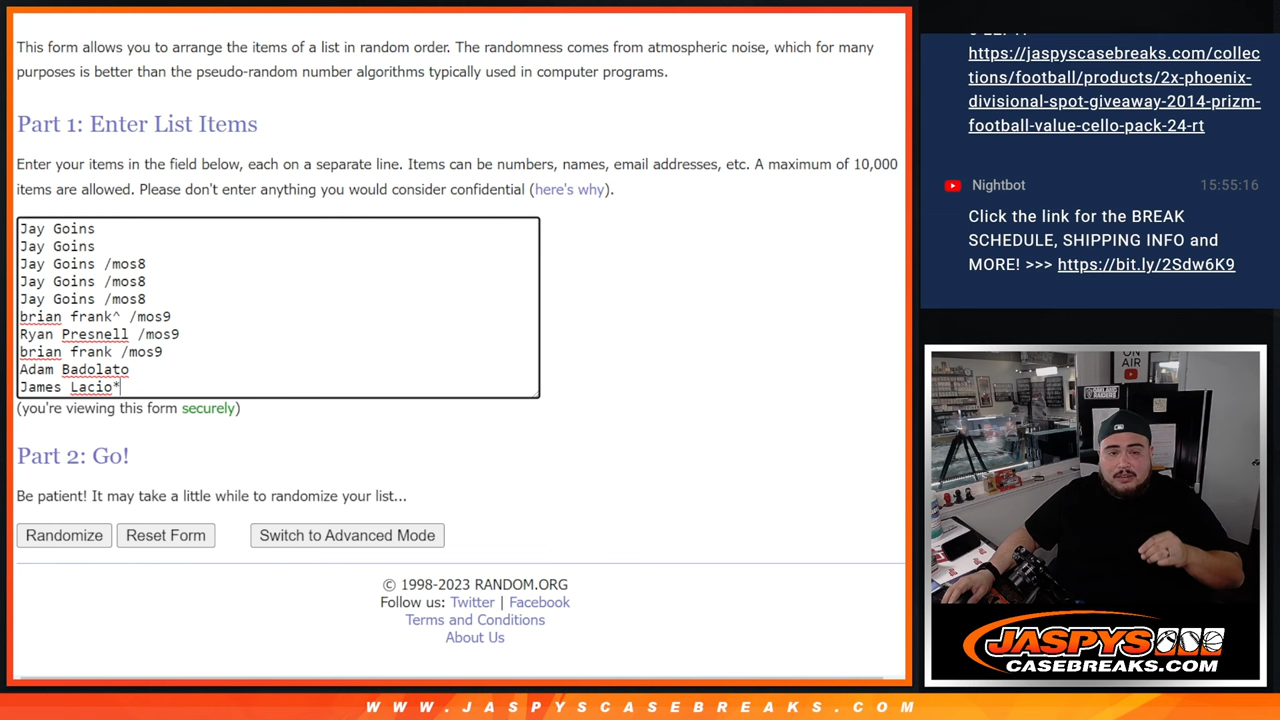 This form allows you to arrange the items of a list in random order. The randomness comes from atmospheric noise, which for many
purposes is better than the pseudo-random number algorithms typically used in computer programs.
Part 1: Enter List Items
Enter your items in the field below, each on a separate line. Items can be numbers, names, email addresses, etc. A maximum of 10,000
items are allowed. Please don't enter anything you would consider confidential (here's why).
Jay Goins
Jay Goins
Jay Goins /mos8
Jay Goins /mos8
Jay Goins /mos8
brian frank^ /mos9
Ryan Presnell /mos9
brian frank /mos9
Adam Badolato
James Lacio*
(you're viewing this form securely)
Part 2: Go!
Be patient! It may take a little while to randomize your list...
Randomize Reset Form Switch to Advanced Mode
© 1998-2023 RANDOM.ORG
Follow us: Twitter | Facebook
Terms and Conditions
About Us
https://jaspyscasebreaks.com/collec
tions/football/products/2x-phoenix-
divisional-spot-giveaway-2014-prizm-
football-value-cello-pack-24-rt
Nightbot 15:55:16
Click the link for the BREAK
SCHEDULE, SHIPPING INFO and
MORE! >>> https://bit.ly/2Sdw6K9
ON
AIR
JASPYS
CASEBREAKS.COM
WWW.JASPYSCASEBREAKS.COM